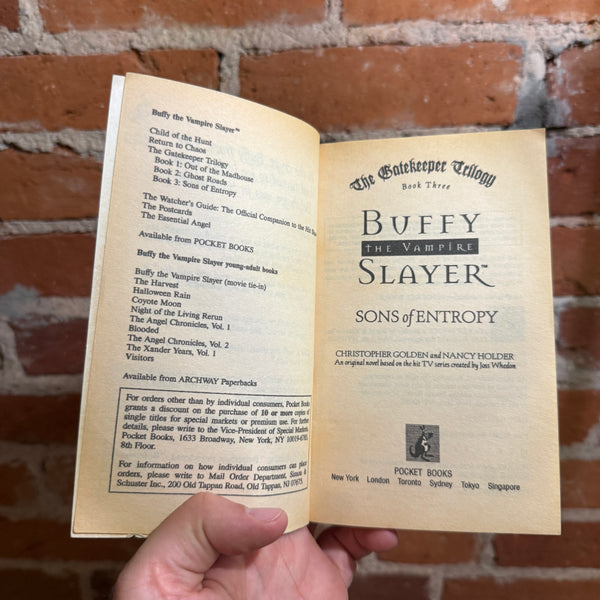 Buffy the Vampire Slayer™
Child of the Hunt
Return to Chaos
The Gatekeeper Trilogy
Book 1: Out of the Madhouse
Book 2: Ghost Roads
Book 3: Sons of Entropy
The Watcher's Guide: The Official Companion to the Hit
The Postcards
The Essential Angel
Available from POCKET BOOKS
Buffy the Vampire Slayer young-adult books
Buffy the Vampire Slayer (movie tie-in)
The Harvest
Halloween Rain
Coyote Moon
Night of the Living Rerun
The Angel Chronicles, Vol. 1
Blooded
The Angel Chronicles, Vol. 2
The Xander Years, Vol. 1
Visitors
Available from ARCHWAY Paperbacks
For orders other than by individual consumers, Pocket Books
grants a discount on the purchase of 10 or more copies of
single titles for special markets or premium use. For further
details, please write to the Vice-President of Special Markets,
Pocket Books, 1633 Broadway, New York, NY 10019-6785,
8th Floor.
For information on how individual consumers can place
orders, please write to Mail Order Department, Simon &
Schuster Inc., 200 Old Tappan Road, Old Tappan, NJ 07675.
The Gatekeeper Trilogy
Book Three
BUFFY
THE VAMPIRE
SLAYER™
SONS of ENTROPY
CHRISTOPHER GOLDEN and NANCY HOLDER
An original novel based on the hit TV series created by Joss Whedon
POCKET BOOKS
New York London Toronto Sydney Tokyo Singapore